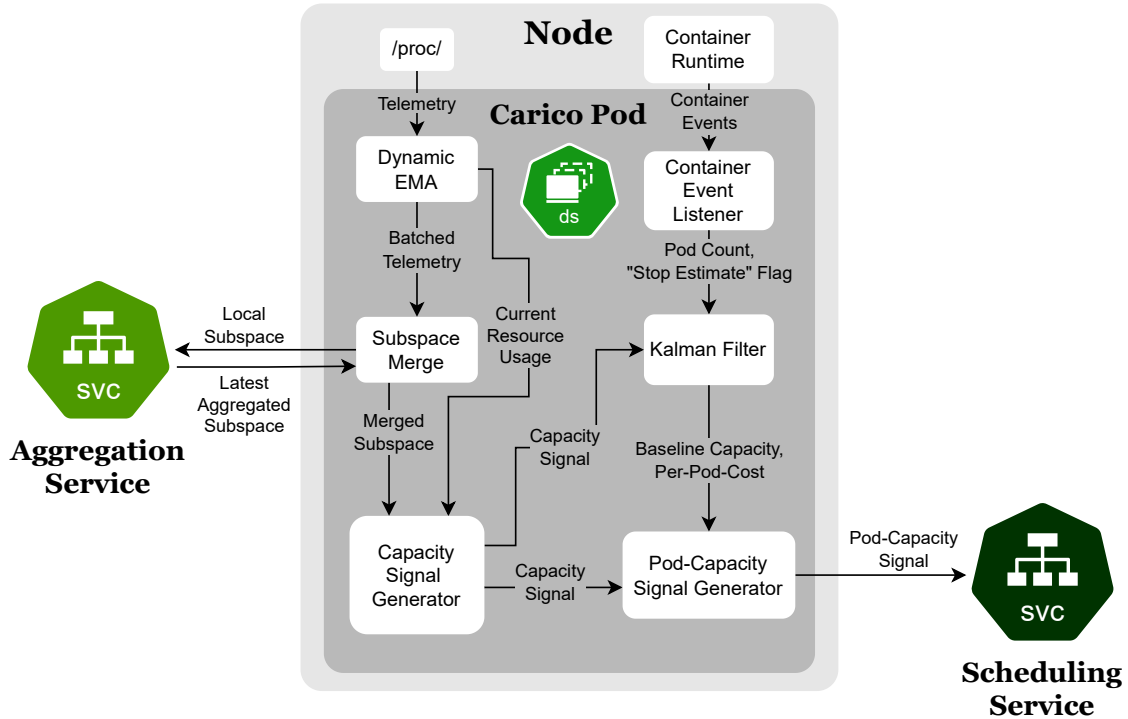 Node
/proc/
Container
Runtime
Telemetry
Container
Events
Carico Pod
Dynamic
EMA
ds
Container
Event
Listener
Batched
Telemetry
Pod Count,
"Stop Estimate" Flag
Local
Subspace
Subspace
Merge
Current
Resource
Usage
Kalman Filter
svc
Latest
Aggregated
Subspace
Aggregation
Service
Merged
Subspace
Capacity
Signal
Baseline Capacity,
Per-Pod-Cost
Capacity
Signal
Generator
Capacity
Signal
Pod-Capacity
Signal Generator
Pod-Capacity
Signal
svc
Scheduling
Service